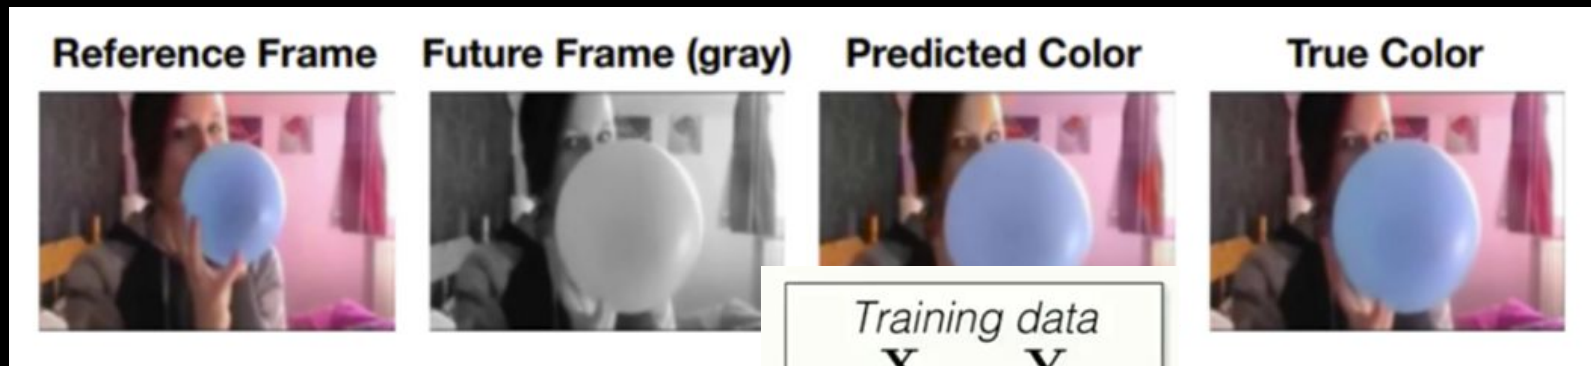 Reference Frame Future Frame (gray) Predicted Color True Color
Training data
X Y